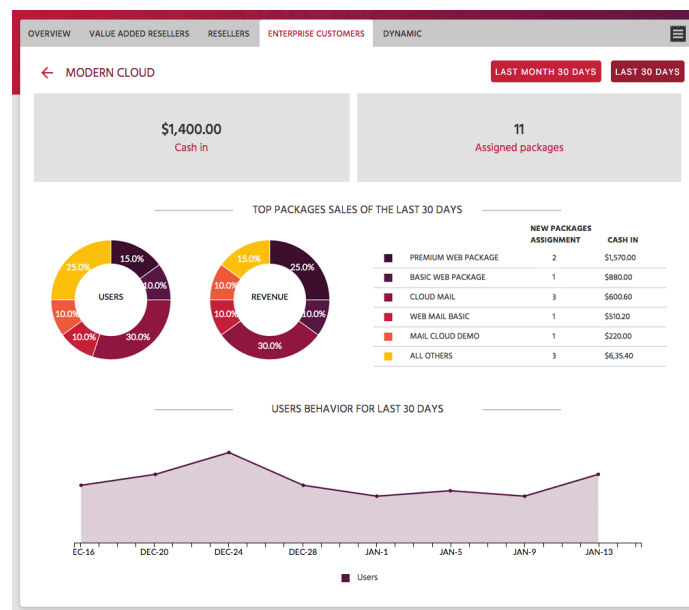 OVERVIEW VALUE ADDED RESELLERS RESELLERS ENTERPRISE CUSTOMERS DYNAMIC
MODERN CLOUD
LAST MONTH 30 DAYS LAST 30 DAYS
$1,400.00
Cash in
11
Assigned packages
TOP PACKAGES SALES OF THE LAST 30 DAYS
USERS
15.0%
10.0%
30.0%
10.0%
10.0%
25.0%
REVENUE
25.0%
10.0%
30.0%
10.0%
10.0%
15.0%
NEW PACKAGES
ASSIGNMENT CASH IN
PREMIUM WEB PACKAGE 2 $1,570.00
BASIC WEB PACKAGE 1 $880.00
CLOUD MAIL 3 $600.60
WEB MAIL BASIC 1 $510.20
MAIL CLOUD DEMO 1 $220.00
ALL OTHERS 3 $6,35.40
USERS BEHAVIOR FOR LAST 30 DAYS
EC-16 DEC-20 DEC-24 DEC-28 JAN-1 JAN-5 JAN-9 JAN-13
Users